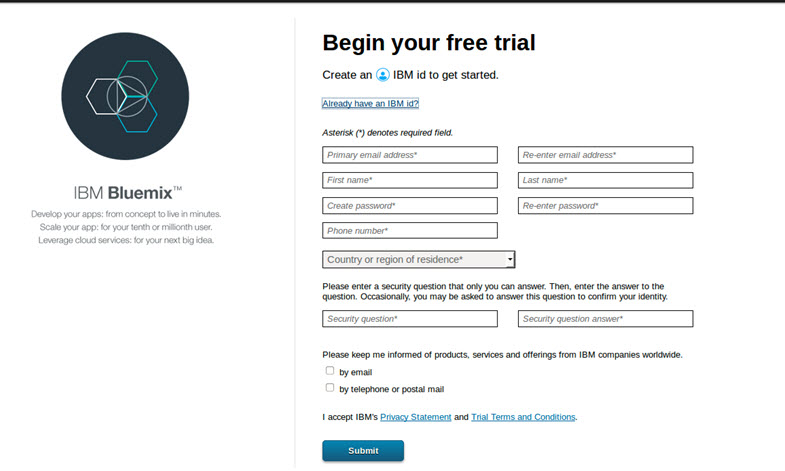 IBM Bluemix™
Develop your apps: from concept to live in minutes.
Scale your app: for your tenth or millionth user.
Leverage cloud services: for your next big idea.
Begin your free trial
Create an IBM id to get started.
Already have an IBM id?
Asterisk (*) denotes required field.
Primary email address* Re-enter email address*
First name* Last name*
Create password* Re-enter password*
Phone number*
Country or region of residence*
Please enter a security question that only you can answer. Then, enter the answer to the
question. Occasionally, you may be asked to answer this question to confirm your identity.
Security question* Security question answer*
Please keep me informed of products, services and offerings from IBM companies worldwide.
by email
by telephone or postal mail
I accept IBM's Privacy Statement and Trial Terms and Conditions.
Submit